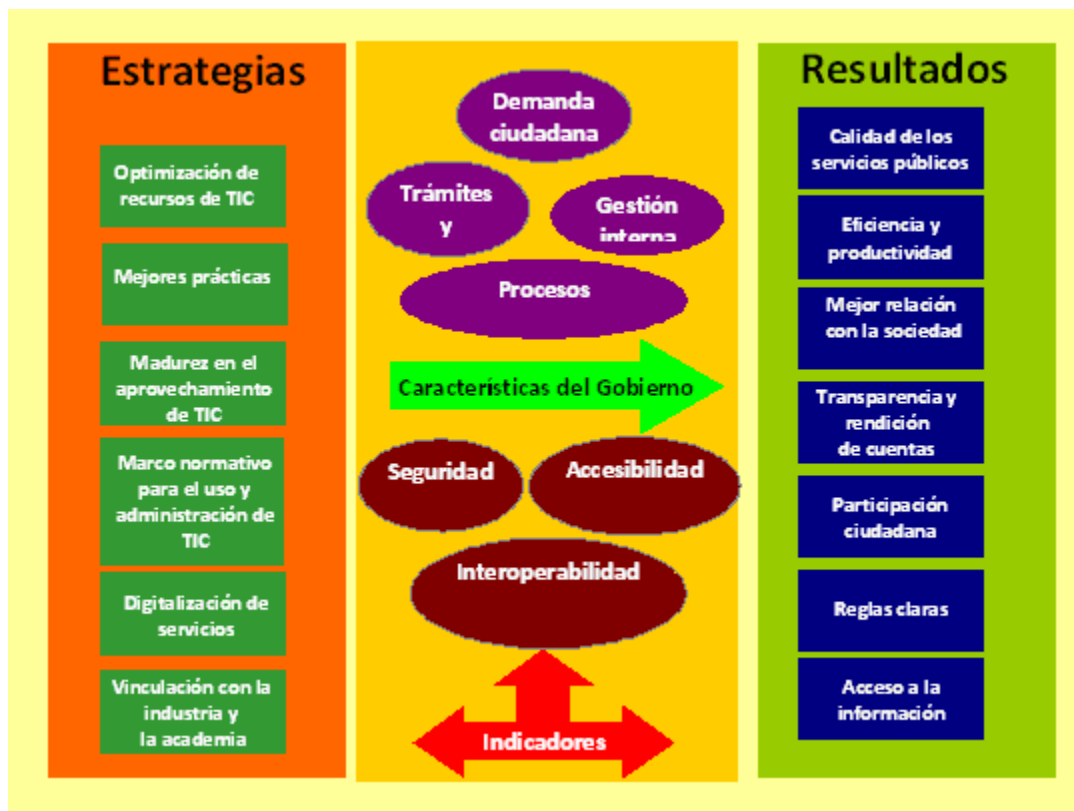 Estrategias
Optimización de
recursos de TIC
Mejores prácticas
Madurez en el
aprovechamiento
de TIC
Marco normativo
para el uso y
administración de
TIC
Digitalización de
servicios
Vinculación con la
industria y
la academia
Demanda
ciudadana
Trámites
y
Gestión
interna
Procesos
Características del Gobierno
Seguridad
Accesibilidad
Interoperabilidad
Indicadores
Resultados
Calidad de los
servicios públicos
Eficiencia y
productividad
Mejor relación
con la sociedad
Transparencia y
rendición
de cuentas
Participación
ciudadana
Reglas claras
Acceso a la
información